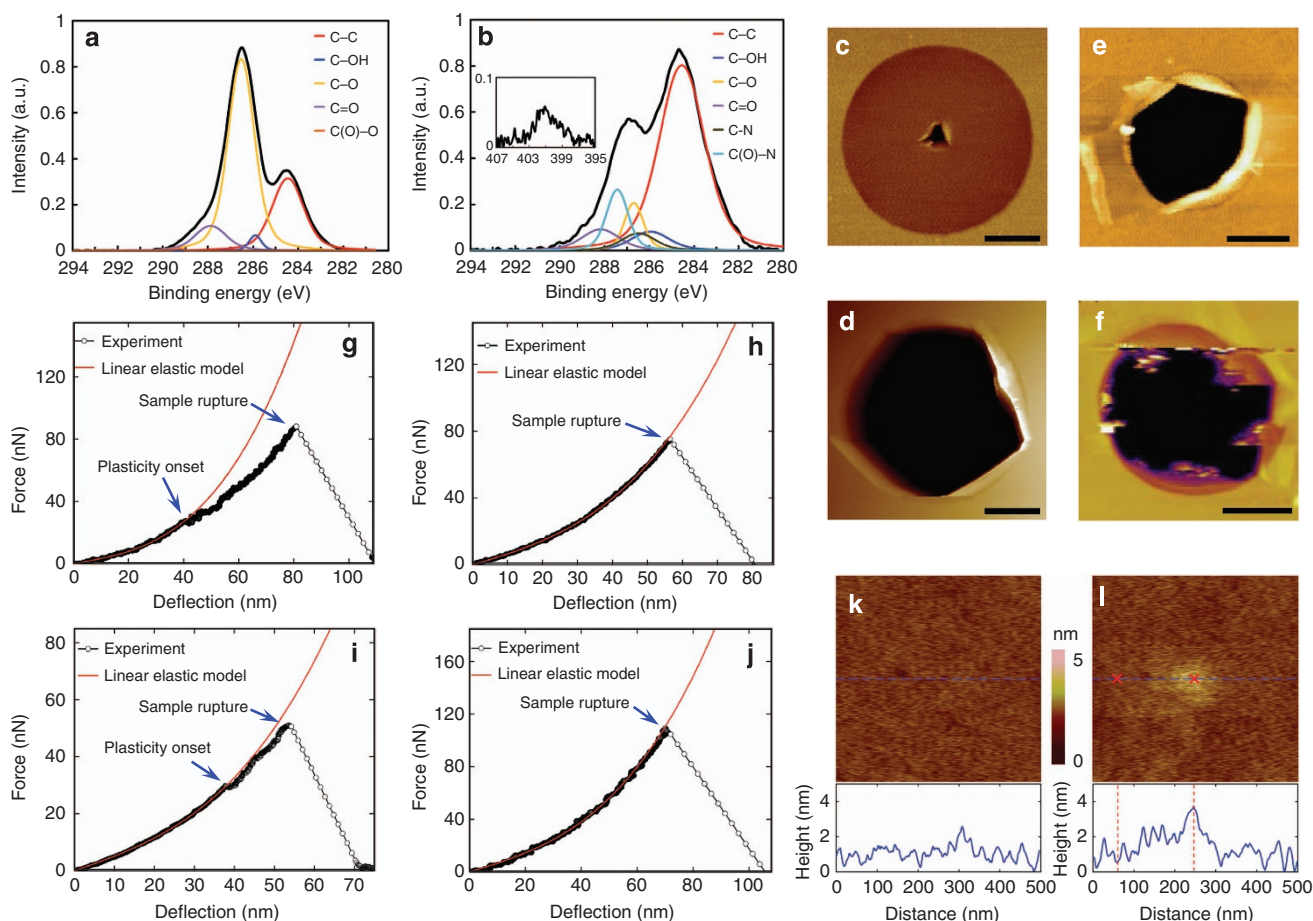 a
Intensity (a.u.)
1
0.8
0.6
0.4
0.2
0
C–C
C–OH
C–O
C=O
C(O)–O
294 292 290 288 286 284 282 280
Binding energy (eV)
b
Intensity (a.u.)
1
0.8
0.6
0.4
0.2
0
0.1
0
407 403 399 395
C–C
C–OH
C–O
C=O
C-N
C(O)–N
294 292 290 288 286 284 282 280
Binding energy (eV)
c
e
d
f
g
Experiment
Linear elastic model
Sample rupture
Plasticity onset
Force (nN)
120
80
40
0
0 20 40 60 80 100
Deflection (nm)
h
Experiment
Linear elastic model
Sample rupture
Force (nN)
120
80
40
0
0 10 20 30 40 50 60 70 80
Deflection (nm)
i
Experiment
Linear elastic model
Sample rupture
Plasticity onset
Force (nN)
80
60
40
20
0
0 10 20 30 40 50 60 70
Deflection (nm)
j
Experiment
Linear elastic model
Sample rupture
Force (nN)
160
120
80
40
0
0 20 40 60 80 100
Deflection (nm)
k
Height (nm)
4
2
0
0 100 200 300 400 500
Distance (nm)
nm
5
0
l
Height (nm)
4
2
0
0 100 200 300 400 500
Distance (nm)